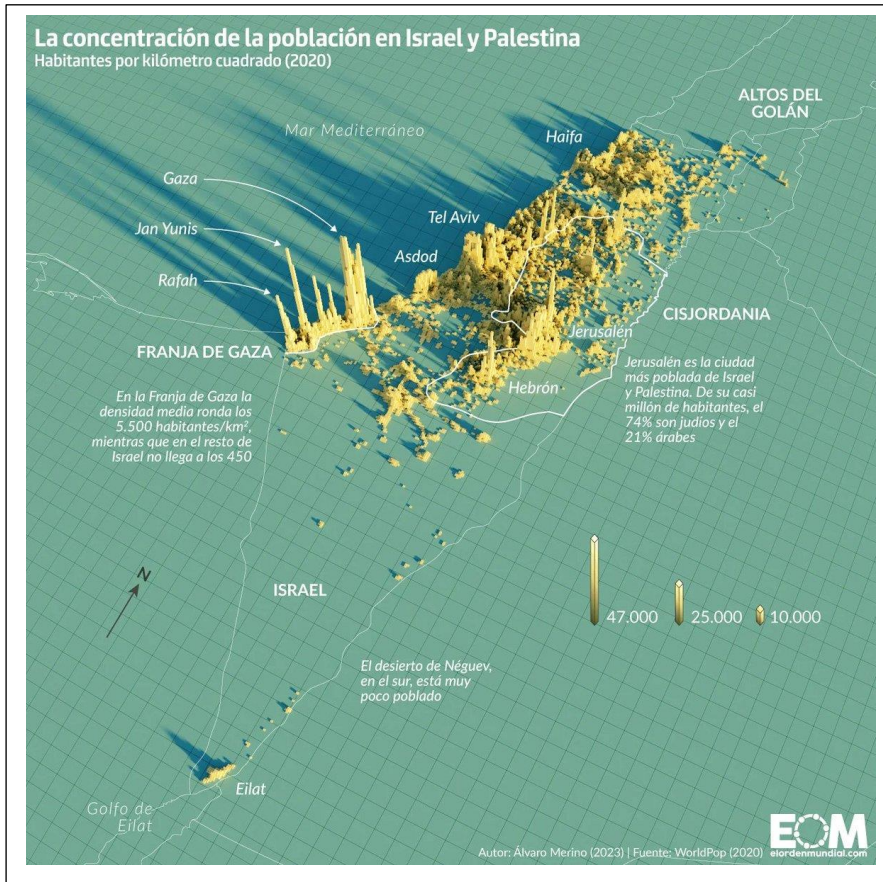 La concentración de la población en Israel y Palestina
Habitantes por kilómetro cuadrado (2020)
ALTOS DEL
GOLÁN
Mar Mediterráneo
Haifa
Gaza
Tel Aviv
Jan Yunis
Asdod
Rafah
CISJORDANIA
Jerusalén
FRANJA DE GAZA
Hebrón
Jerusalén es la ciudad
más poblada de Israel
y Palestina. De su casi
millón de habitantes, el
74% son judíos y el
21% árabes
En la Franja de Gaza la
densidad media ronda los
5.500 habitantes/km²,
mientras que en el resto de
Israel no llega a los 450
N
ISRAEL
47.000
25.000
10.000
El desierto de Néguev,
en el sur, está muy
poco poblado
Eilat
Golfo de
Eilat
EOM
elordenmundial.com
Autor: Álvaro Merino (2023) | Fuente: WorldPop (2020)